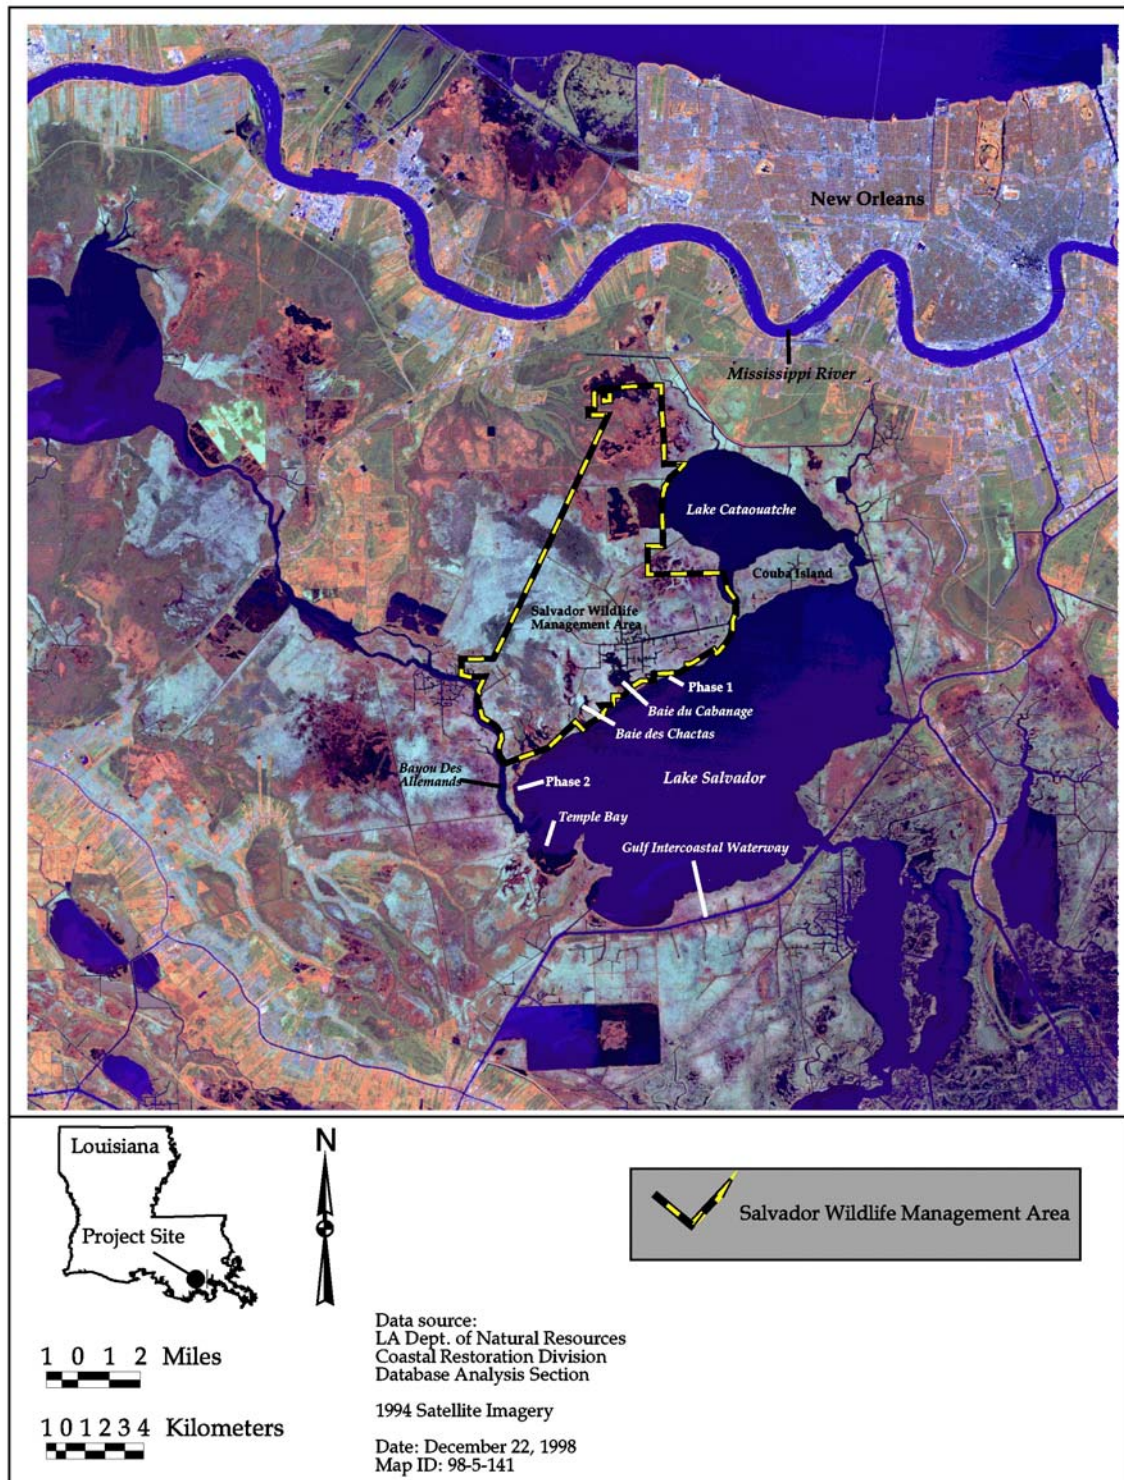 New Orleans
Mississippi River
Lake Cataouatche
Couba Island
Salvador Wildlife
Management Area
Phase 1
Baie du Cabanage
Baie des Chactas
Bayou Des
Allemands
Phase 2
Lake Salvador
Temple Bay
Gulf Intercoastal Waterway
Louisiana
Project Site
N
Salvador Wildlife Management Area
1 0 1 2 Miles
1 0 1 2 3 4 Kilometers
Data source:
LA Dept. of Natural Resources
Coastal Restoration Division
Database Analysis Section
1994 Satellite Imagery
Date: December 22, 1998
Map ID: 98-5-141